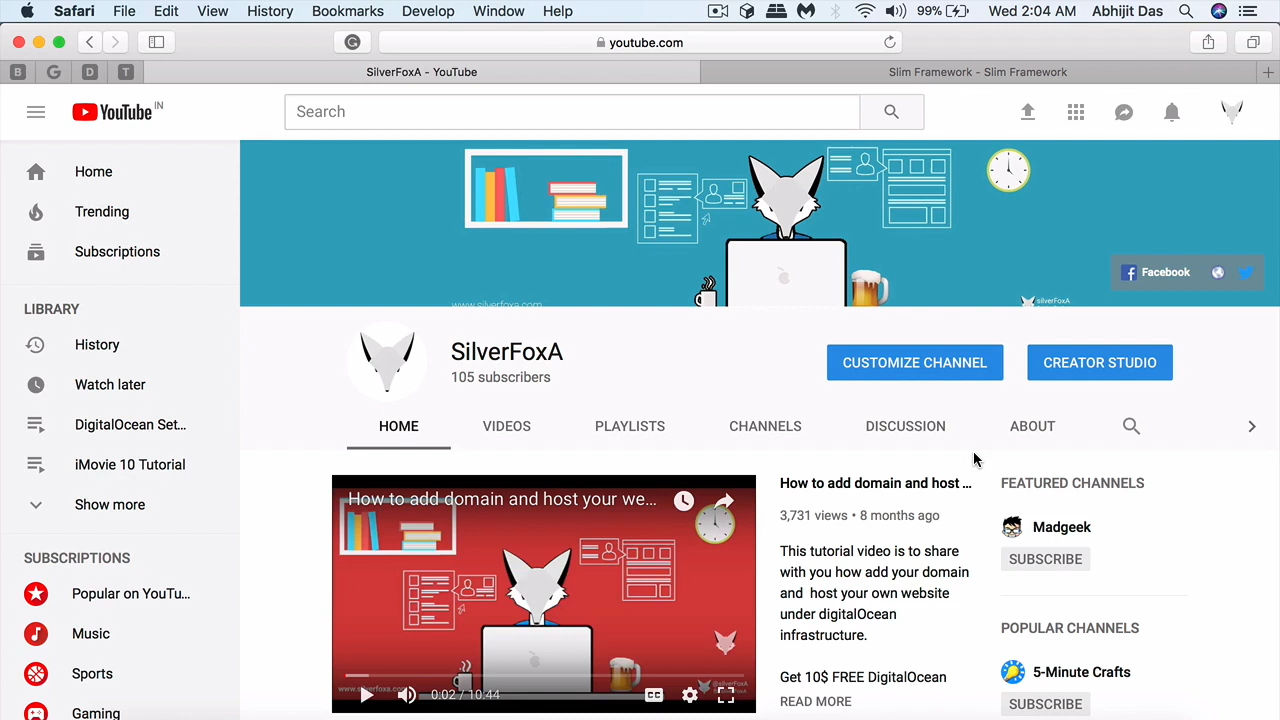 Safari File Edit View History Bookmarks Develop Window Help 99% Wed 2:04 AM Abhijit Das
youtube.com
B G D T SilverFoxA - YouTube Slim Framework - Slim Framework
YouTube IN Search
Home
Trending
Subscriptions
LIBRARY
History
Watch later
DigitalOcean Set...
iMovie 10 Tutorial
Show more
SUBSCRIPTIONS
Popular on YouTu...
Music
Sports
Gaming
Facebook
www.silverfoxa.com
silverFoxA
SilverFoxA
105 subscribers
CUSTOMIZE CHANNEL CREATOR STUDIO
HOME VIDEOS PLAYLISTS CHANNELS DISCUSSION ABOUT
How to add domain and host your we...
www.silverfoxa.com
@silverFoxA
0:02 / 10:44
CC
How to add domain and host ...
3,731 views • 8 months ago
This tutorial video is to share
with you how add your domain
and host your own website
under digitalOcean
infrastructure.
Get 10$ FREE DigitalOcean
READ MORE
FEATURED CHANNELS
Madgeek
SUBSCRIBE
POPULAR CHANNELS
5-Minute Crafts
SUBSCRIBE